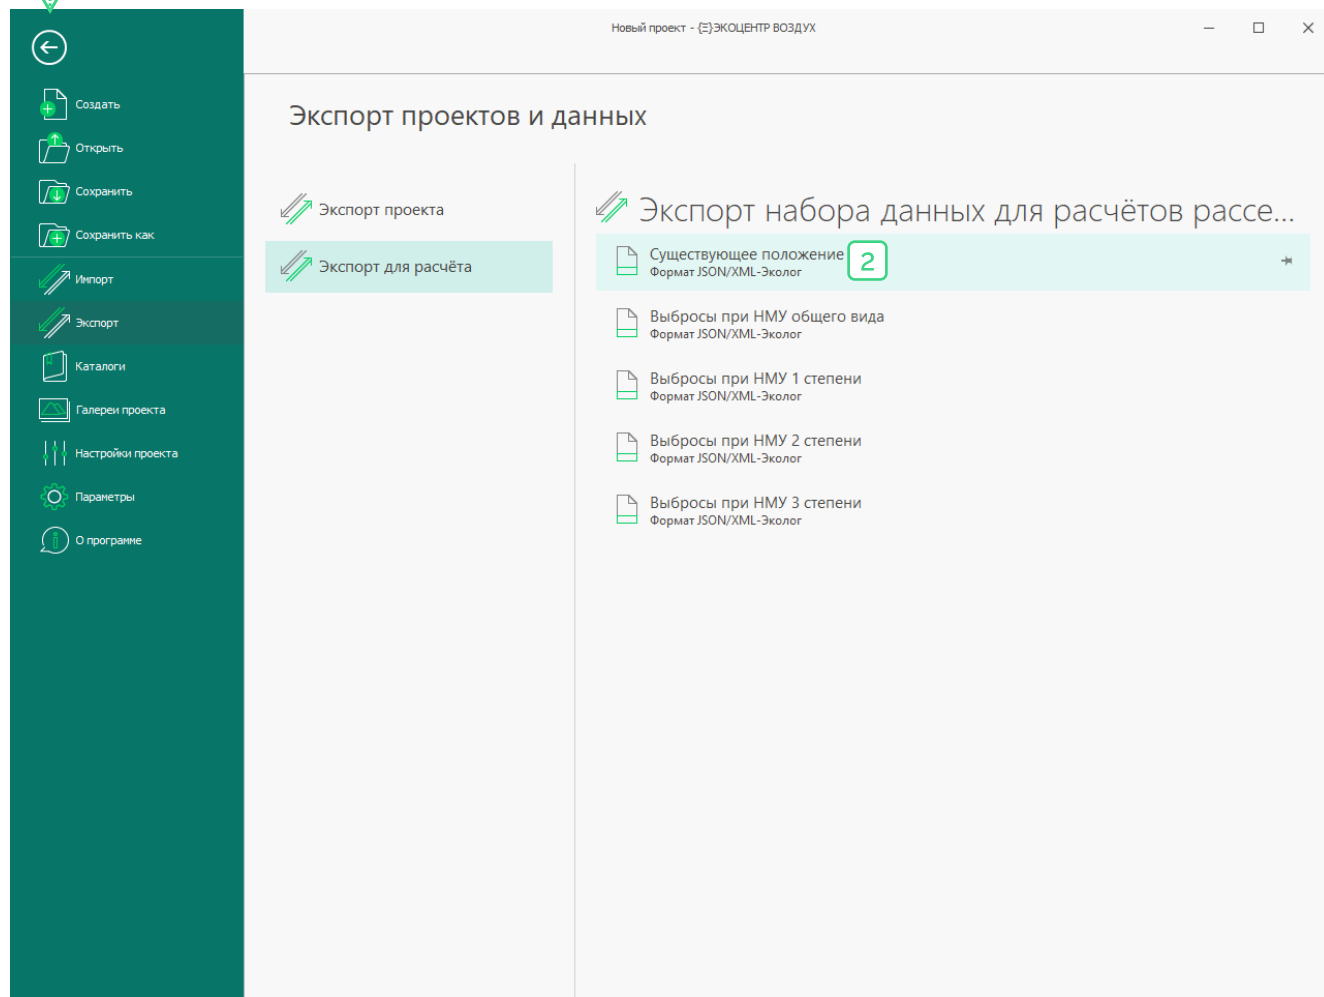 Новый проект - {Ξ}ЭКОЦЕНТР ВОЗДУХ
Создать
Открыть
Сохранить
Сохранить как
Импорт
Экспорт
Каталоги
Галереи проекта
Настройки проекта
Параметры
О программе
Экспорт проектов и данных
Экспорт проекта
Экспорт для расчёта
Экспорт набора данных для расчётов рассе...
Существующее положение
Формат JSON/XML-Эколог
2
Выбросы при НМУ общего вида
Формат JSON/XML-Эколог
Выбросы при НМУ 1 степени
Формат JSON/XML-Эколог
Выбросы при НМУ 2 степени
Формат JSON/XML-Эколог
Выбросы при НМУ 3 степени
Формат JSON/XML-Эколог